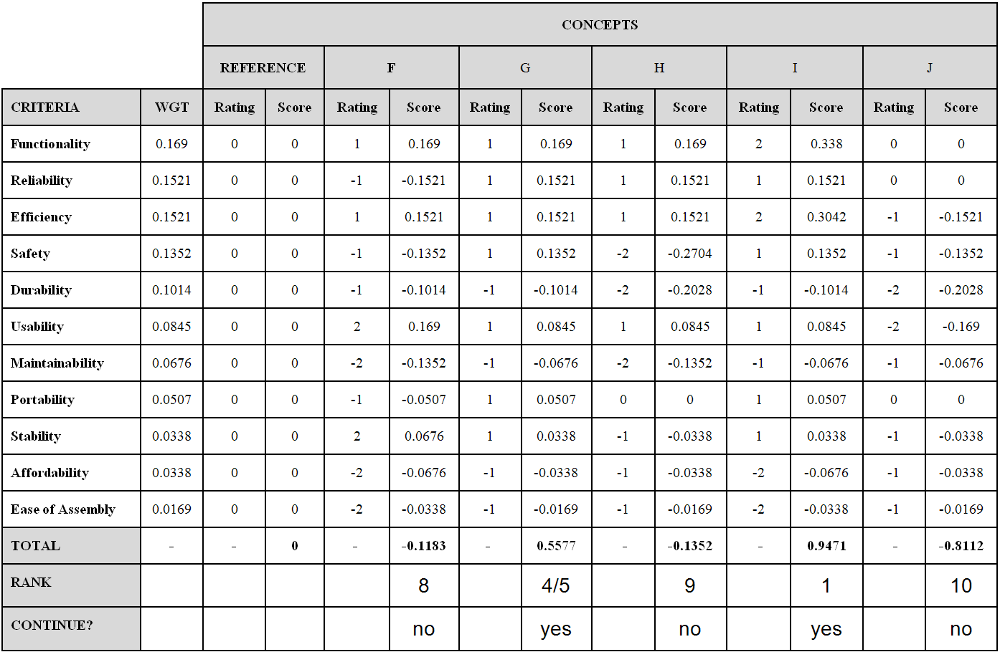 CONCEPTS
REFERENCE F G H I J
CRITERIA WGT Rating Score Rating Score Rating Score Rating Score Rating Score Rating Score
Functionality 0.169 0 0 1 0.169 1 0.169 1 0.169 2 0.338 0 0
Reliability 0.1521 0 0 -1 -0.1521 1 0.1521 1 0.1521 1 0.1521 0 0
Efficiency 0.1521 0 0 1 0.1521 1 0.1521 1 0.1521 2 0.3042 -1 -0.1521
Safety 0.1352 0 0 -1 -0.1352 1 0.1352 -2 -0.2704 1 0.1352 -1 -0.1352
Durability 0.1014 0 0 -1 -0.1014 -1 -0.1014 -2 -0.2028 -1 -0.1014 -2 -0.2028
Usability 0.0845 0 0 2 0.169 1 0.0845 1 0.0845 1 0.0845 -2 -0.169
Maintainability 0.0676 0 0 -2 -0.1352 -1 -0.0676 -2 -0.1352 -1 -0.0676 -1 -0.0676
Portability 0.0507 0 0 -1 -0.0507 1 0.0507 0 0 1 0.0507 0 0
Stability 0.0338 0 0 2 0.0676 1 0.0338 -1 -0.0338 1 0.0338 -1 -0.0338
Affordability 0.0338 0 0 -2 -0.0676 -1 -0.0338 -1 -0.0338 -2 -0.0676 -1 -0.0338
Ease of Assembly 0.0169 0 0 -2 -0.0338 -1 -0.0169 -1 -0.0169 -2 -0.0338 -1 -0.0169
TOTAL - - 0 - -0.1183 - 0.5577 - -0.1352 - 0.9471 - -0.8112
RANK 8 4/5 9 1 10
CONTINUE? no yes no yes no